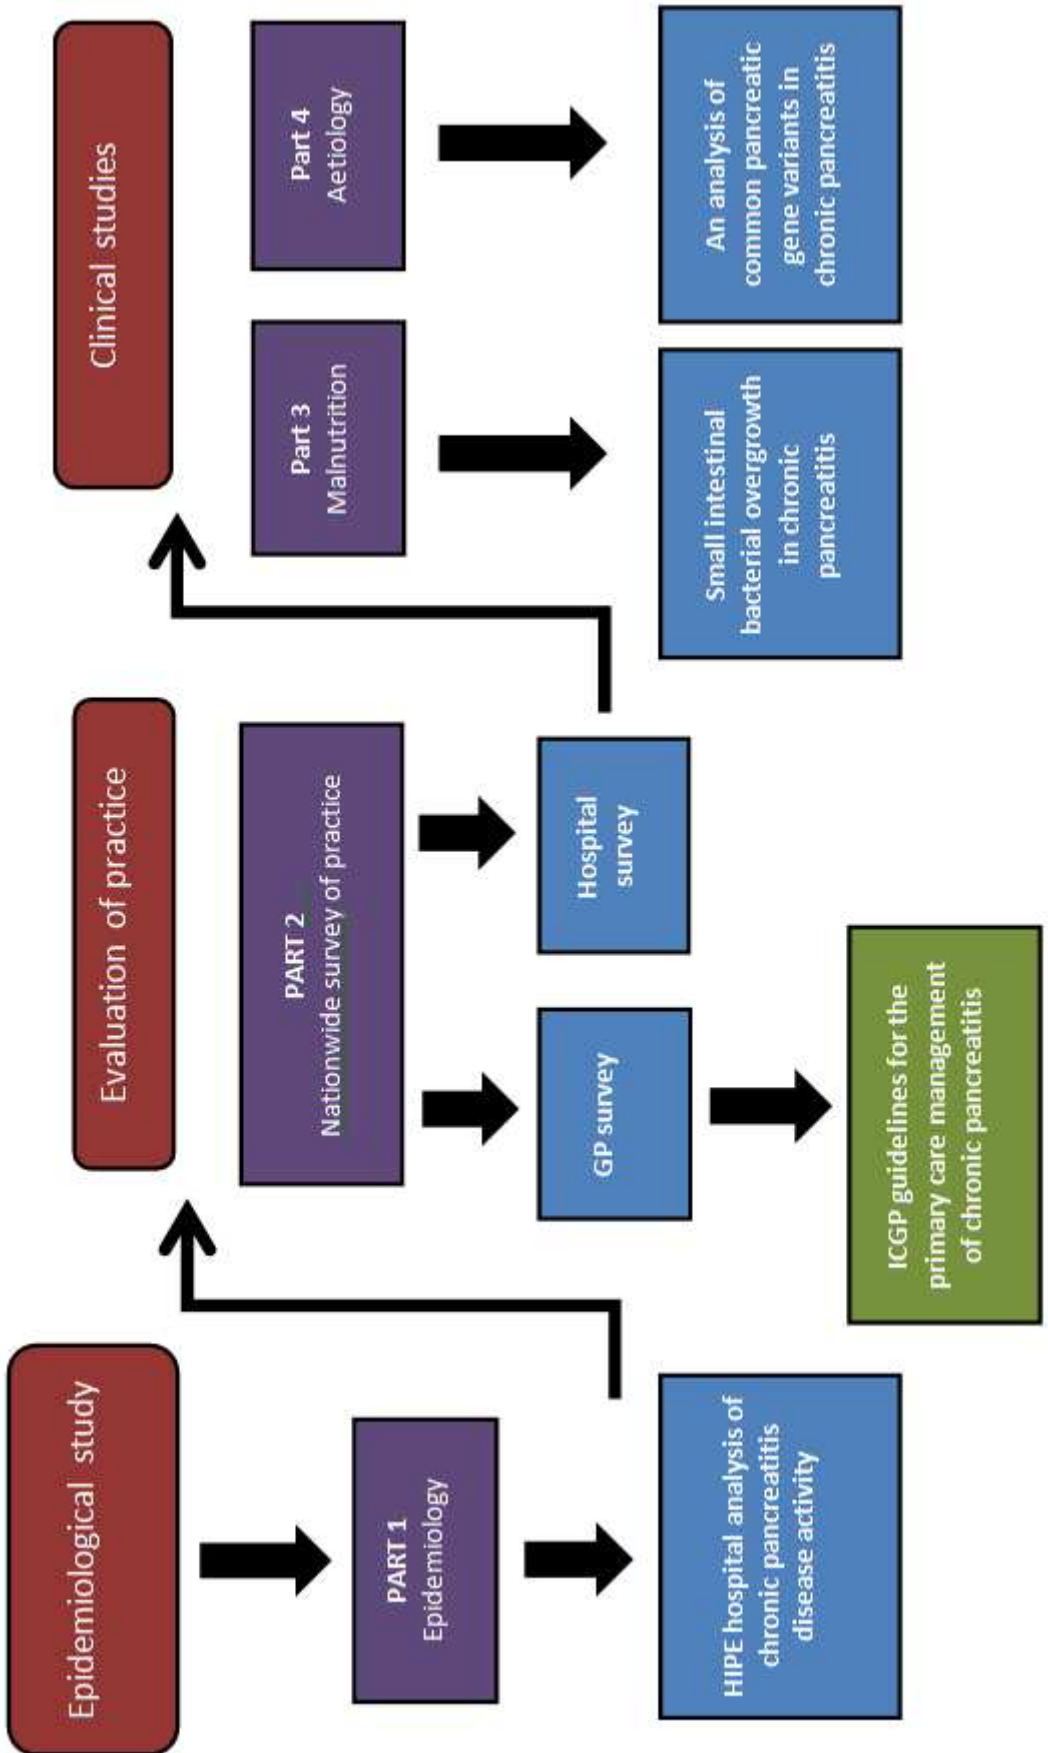 Epidemiological study
PART 1
Epidemiology
HIPE hospital analysis of
chronic pancreatitis
disease activity
Evaluation of practice
PART 2
Nationwide survey of practice
GP survey
Hospital
survey
ICGP guidelines for the
primary care management
of chronic pancreatitis
Clinical studies
Part 3
Malnutrition
Small intestinal
bacterial overgrowth
in chronic
pancreatitis
Part 4
Aetiology
An analysis of
common pancreatic
gene variants in
chronic pancreatitis